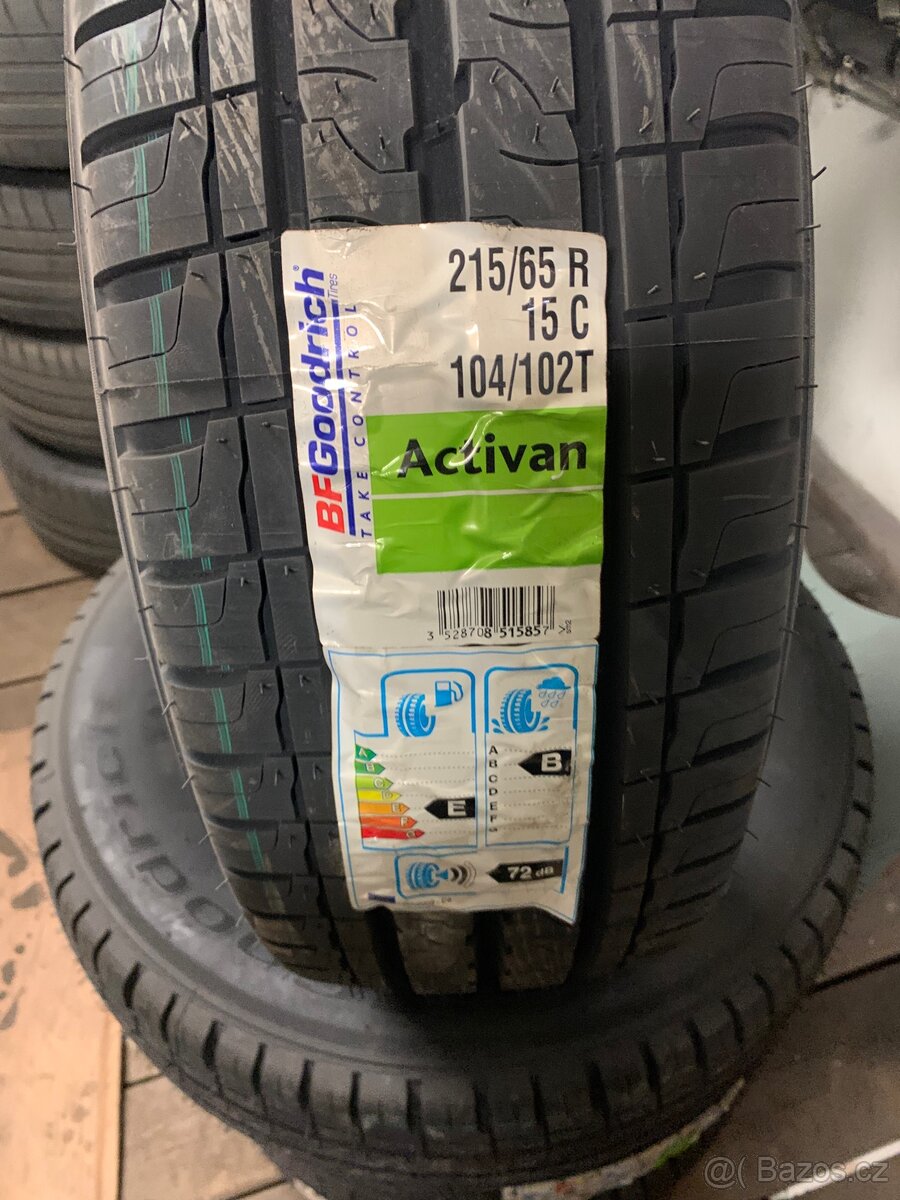 215/65 R
15 C
104/102T
BFGoodrich®
Tires
TAKE CONTROL
Activan
3 528708 515857
A
B
C
D
E
F
G
E
A
B
C
D
E
F
G
B
72 dB
@( Bazos.cz